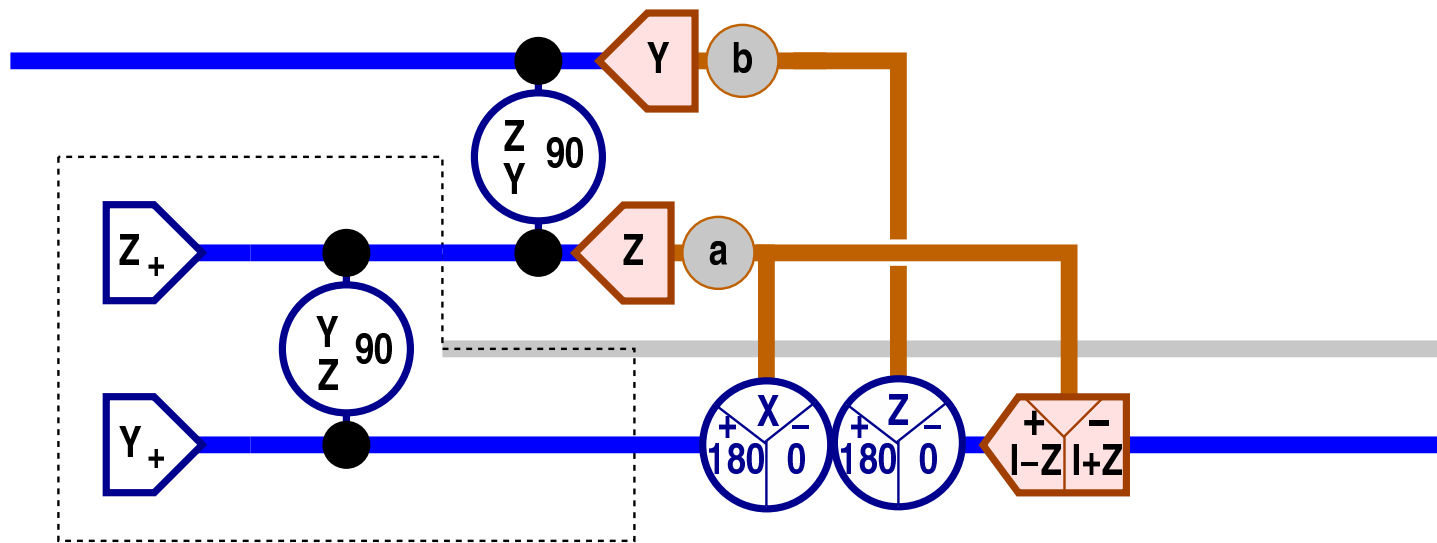 Y b
Z
Y 90
Z + Z a
Y
Z 90
Y +
X
+ −
180 0
Z
+ −
180 0
+ −
I−Z I+Z